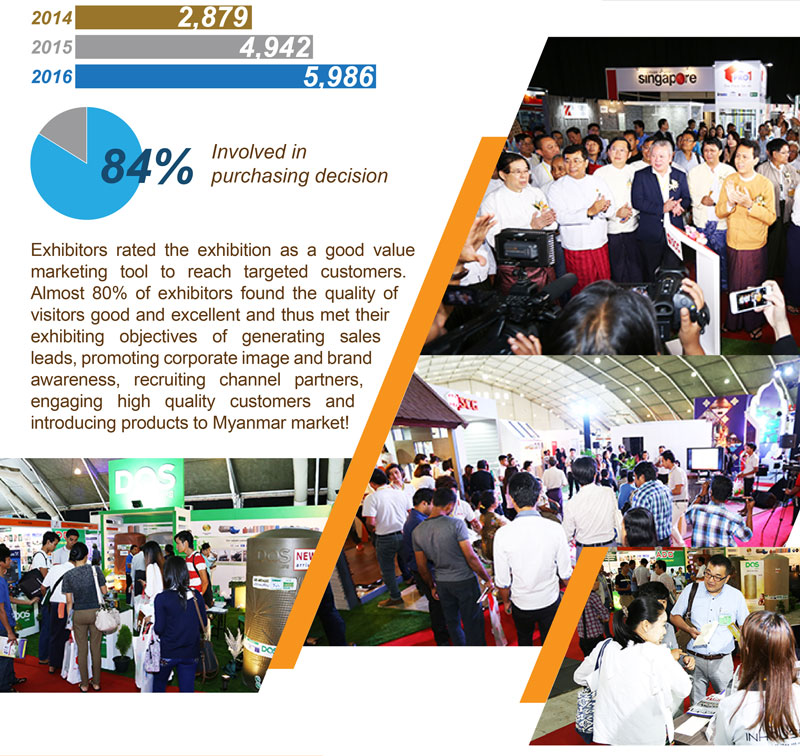 2014 2,879
2015 4,942
2016 5,986
84%
Involved in
purchasing decision
Exhibitors rated the exhibition as a good value
marketing tool to reach targeted customers.
Almost 80% of exhibitors found the quality of
visitors good and excellent and thus met their
exhibiting objectives of generating sales
leads, promoting corporate image and brand
awareness, recruiting channel partners,
engaging high quality customers and
introducing products to Myanmar market!
singapore
DOS
DOS
NEW
DOS
DOS